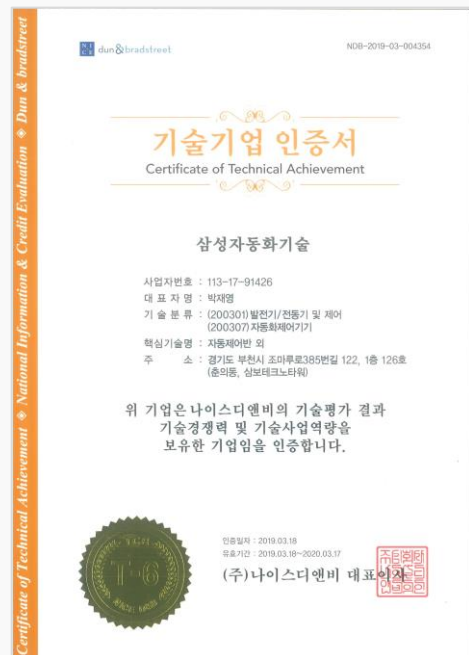 NICE dun & bradstreet
NDB-2019-03-004354
기술기업 인증서
Certificate of Technical Achievement
삼성자동화기술
사업자번호 : 113-17-91426
대 표 자 명 : 박재영
기 술 분 류 : (200301)발전기/전동기 및 제어
(200307)자동화제어기기
핵심기술명 : 자동제어반 외
주 소 : 경기도 부천시 조마루로385번길 122, 1층 126호
(춘의동, 삼보테크노타워)
위 기업은 나이스디앤비의 기술평가 결과
기술경쟁력 및 기술사업역량을
보유한 기업임을 인증합니다.
인증일자 : 2019.03.18
유효기간 : 2019.03.18~2020.03.17
(주)나이스디앤비 대표이사
T-6
Certificate of Technical Achievement ◆ National Information & Credit Evaluation ◆ Dun & bradstreet